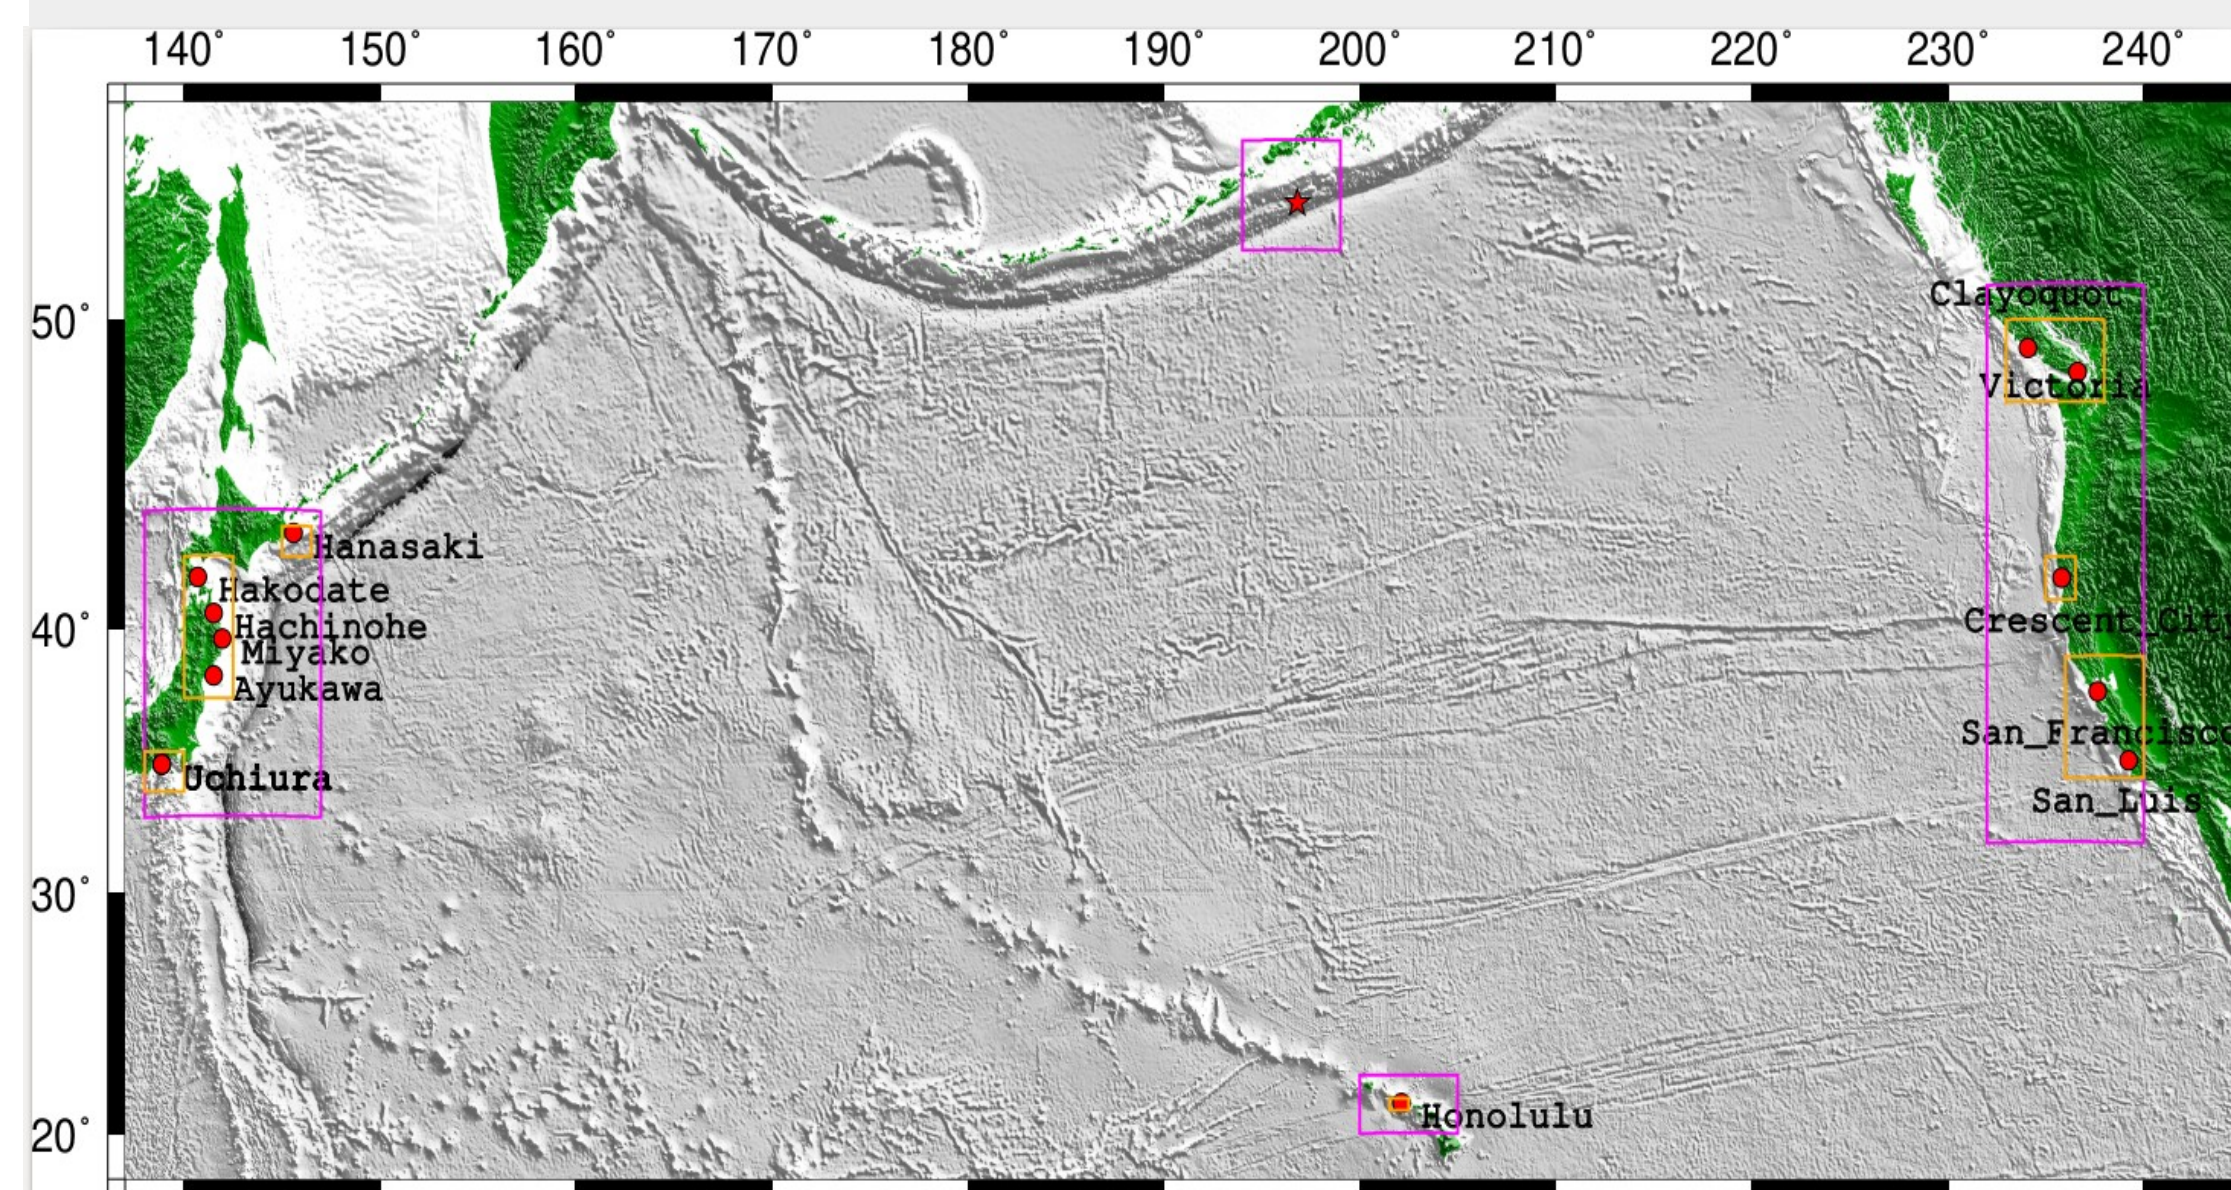 140° 150° 160° 170° 180° 190° 200° 210° 220° 230° 240°
Clayoquot
50°
Victoria
Hanasaki
Hakodate
Crescent_Cit
Hachinohe
40°
Miyako
Ayukawa
San_Francisco
Uchiura
San_Luis
30°
Honolulu
20°